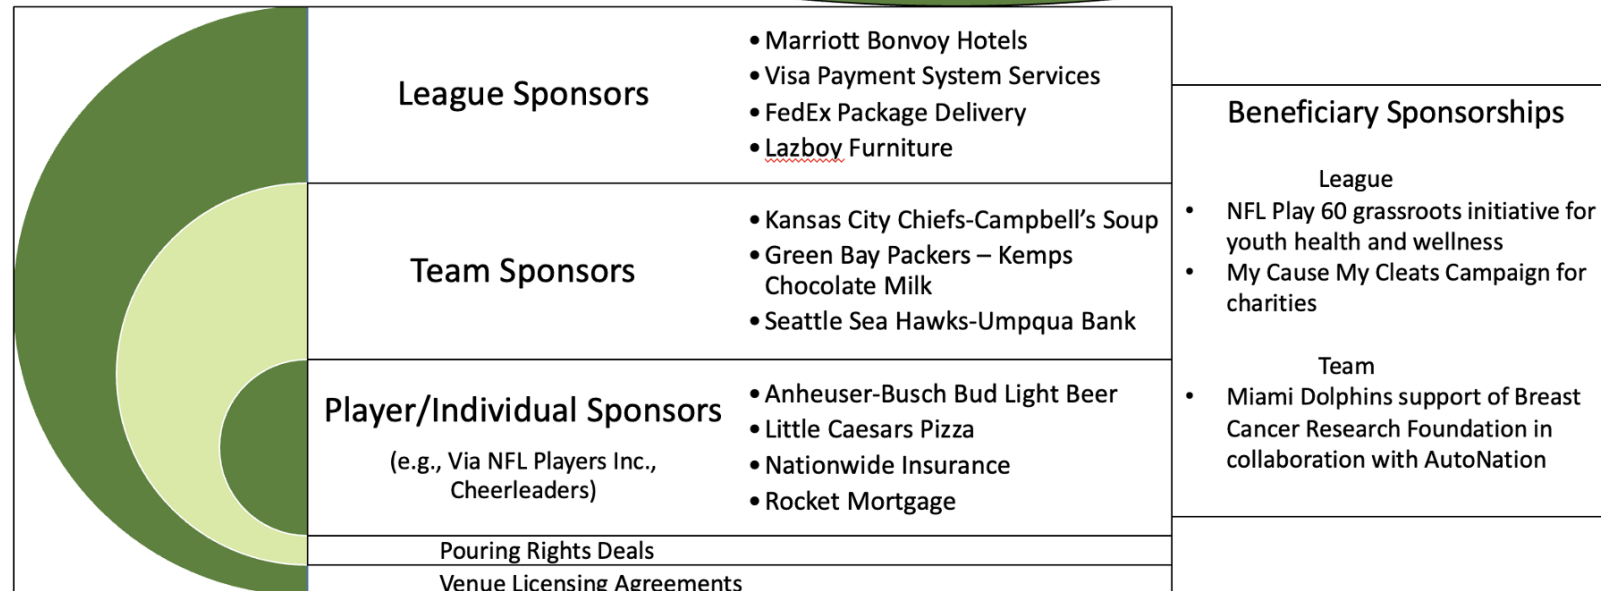 League Sponsors
• Marriott Bonvoy Hotels
• Visa Payment System Services
• FedEx Package Delivery
• Lazboy Furniture
Team Sponsors
• Kansas City Chiefs-Campbell’s Soup
• Green Bay Packers – Kemps
Chocolate Milk
• Seattle Sea Hawks-Umpqua Bank
Player/Individual Sponsors
(e.g., Via NFL Players Inc.,
Cheerleaders)
• Anheuser-Busch Bud Light Beer
• Little Caesars Pizza
• Nationwide Insurance
• Rocket Mortgage
Pouring Rights Deals
Venue Licensing Agreements
Beneficiary Sponsorships
League
• NFL Play 60 grassroots initiative for
youth health and wellness
• My Cause My Cleats Campaign for
charities
Team
• Miami Dolphins support of Breast
Cancer Research Foundation in
collaboration with AutoNation